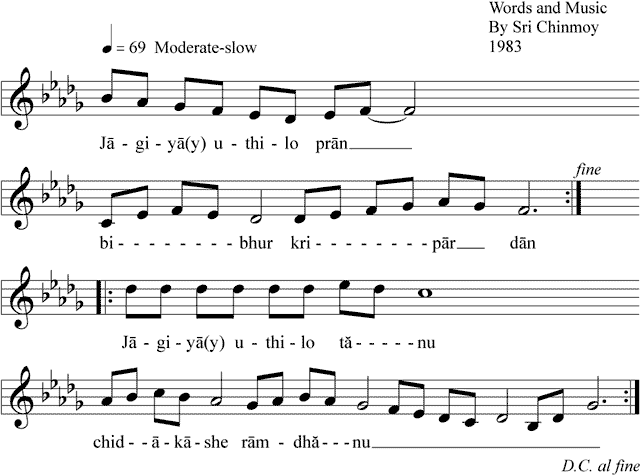 Words and Music
By Sri Chinmoy
♩ = 69 Moderate-slow
1983
Jā - gi - yā(y) u - thi - lo prān
fine
bi - - - - - - - - - bhur kri - - - - - - - pār dān
Jā - gi - yā(y) u - thi - lo tă - - - - - nu
chid - - ā - kā - she rām - dhă - - - nu
D.C. al fine